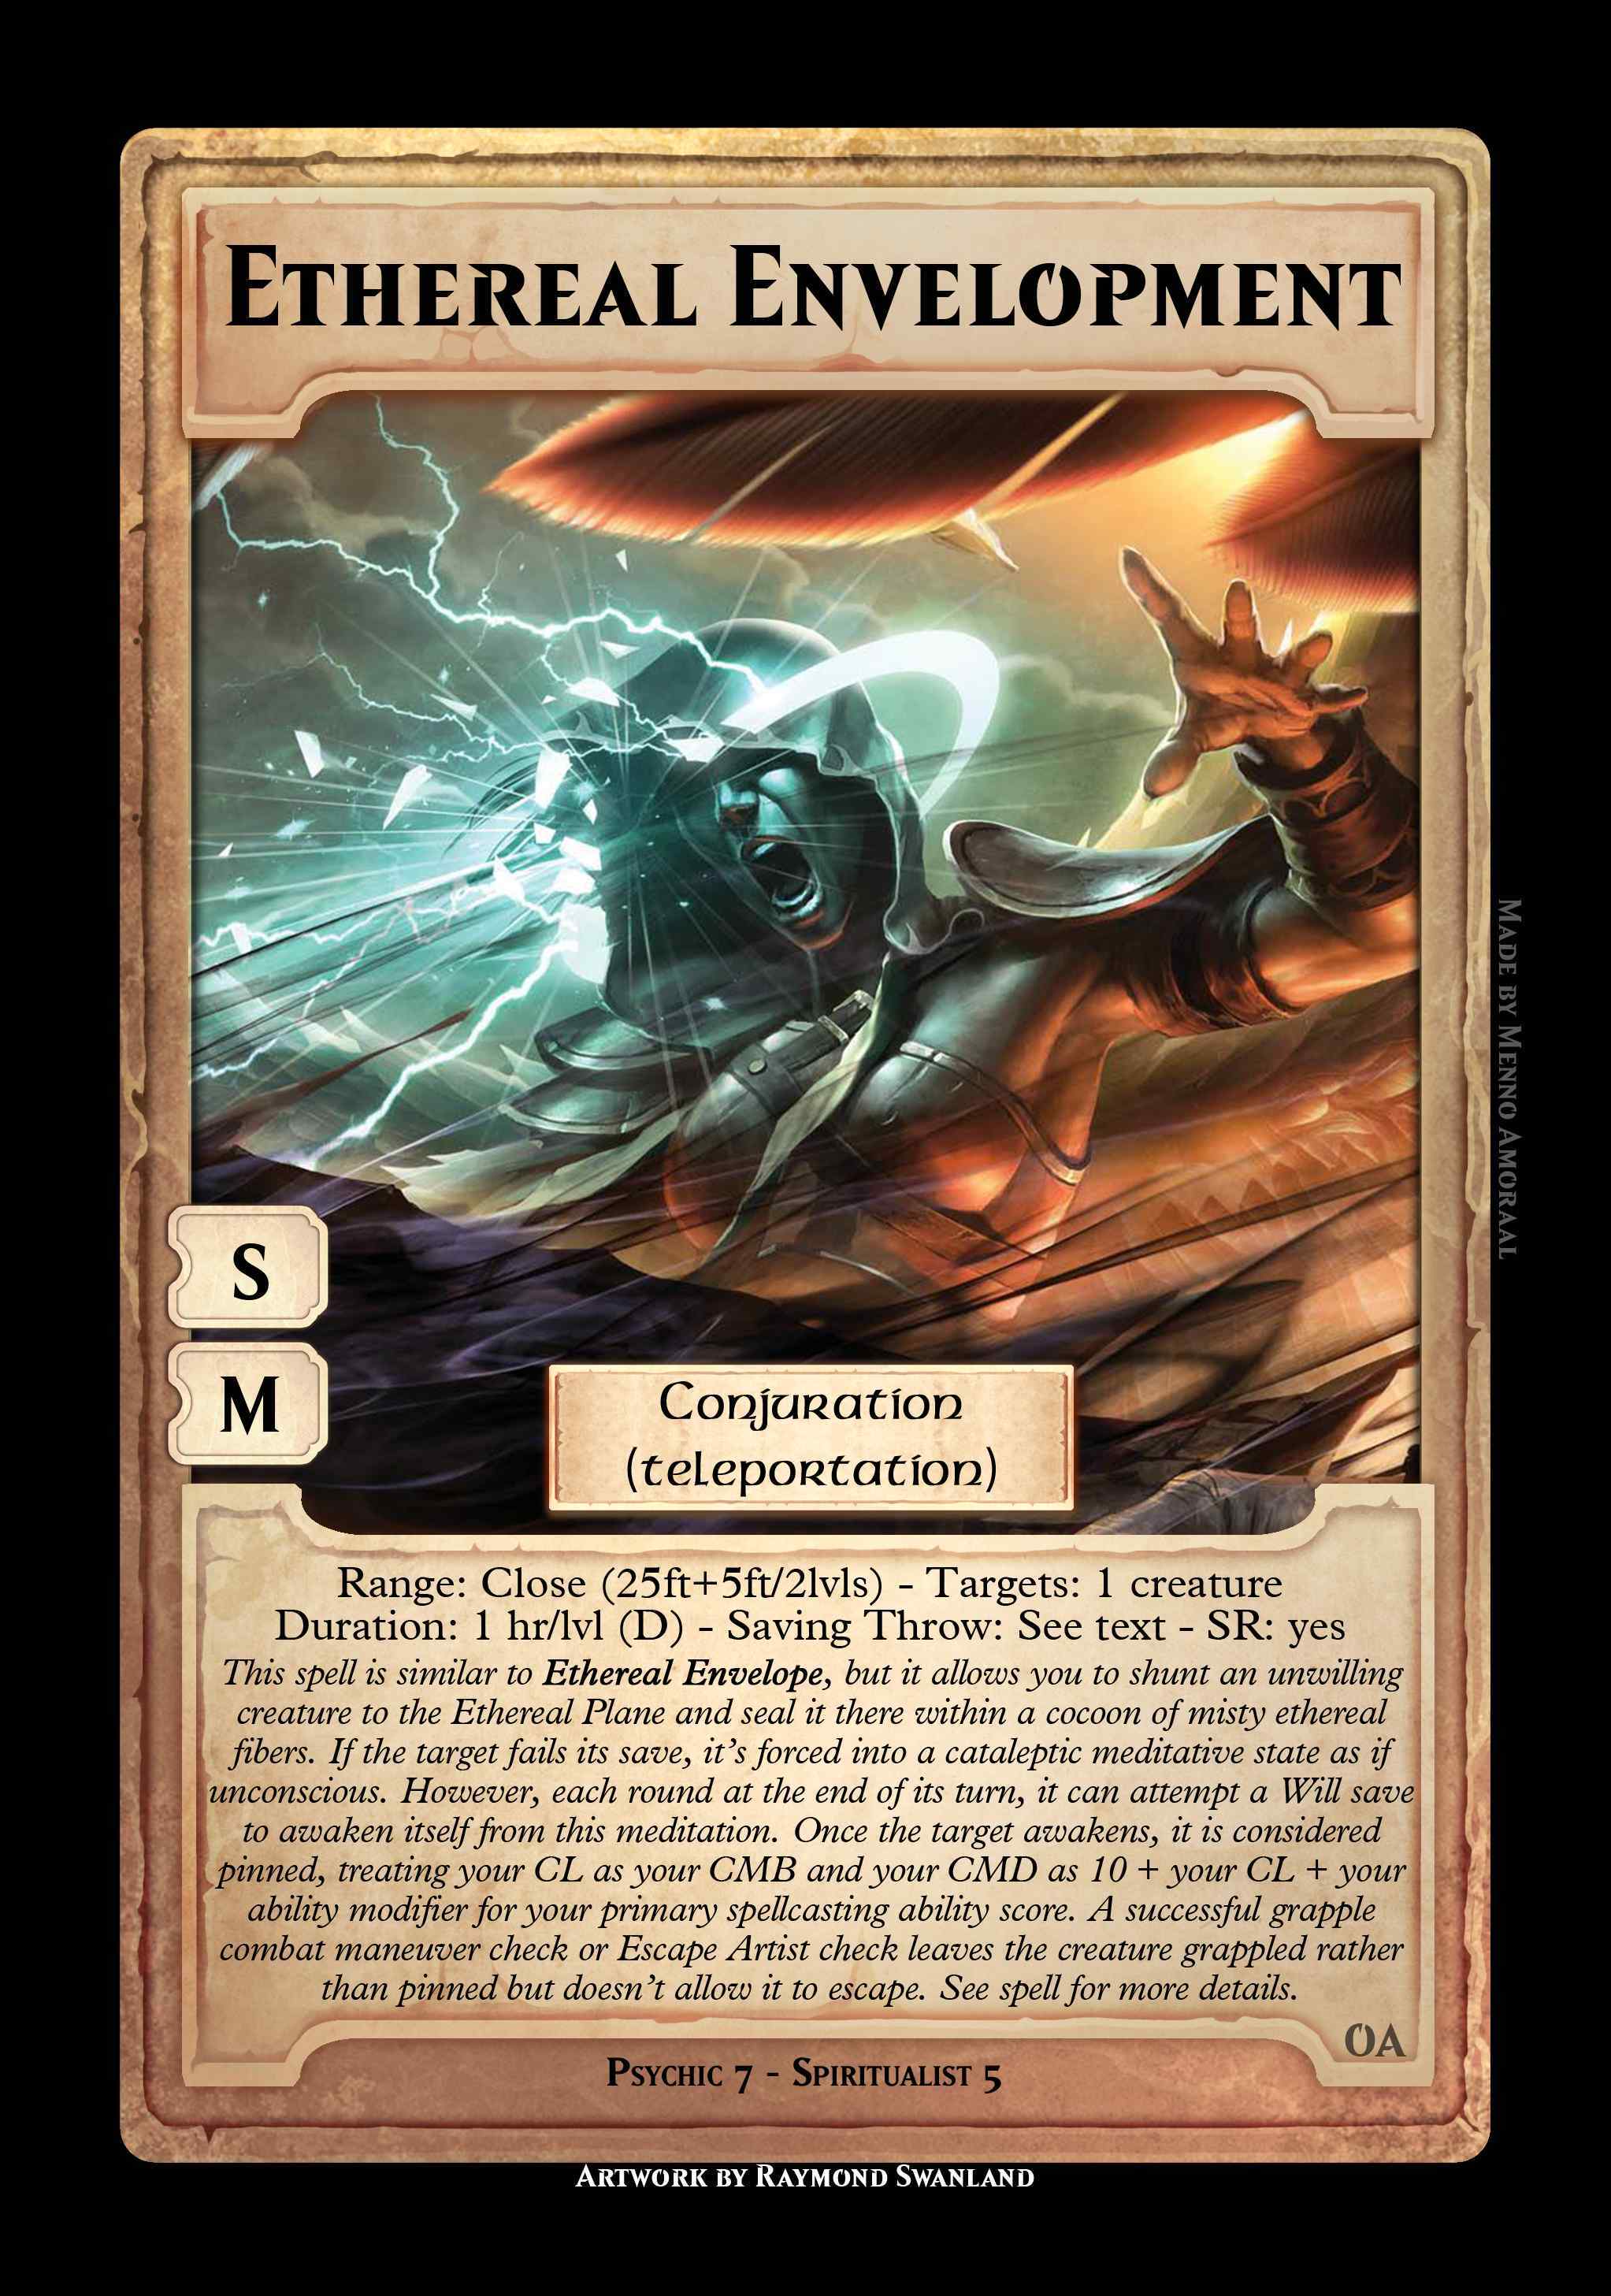 Ethereal Envelopment
S
M
Conjuration
(teleportation)
Range: Close (25ft+5ft/2lvls) - Targets: 1 creature
Duration: 1 hr/lvl (D) - Saving Throw: See text - SR: yes
This spell is similar to Ethereal Envelope, but it allows you to shunt an unwilling
creature to the Ethereal Plane and seal it there within a cocoon of misty ethereal
fibers. If the target fails its save, it's forced into a cataleptic meditative state as if
unconscious. However, each round at the end of its turn, it can attempt a Will save
to awaken itself from this meditation. Once the target awakens, it is considered
pinned, treating your CL as your CMB and your CMD as 10 + your CL + your
ability modifier for your primary spellcasting ability score. A successful grapple
combat maneuver check or Escape Artist check leaves the creature grappled rather
than pinned but doesn't allow it to escape. See spell for more details.
OA
Psychic 7 - Spiritualist 5
Artwork by Raymond Swanland
Made by Menno Amoraal